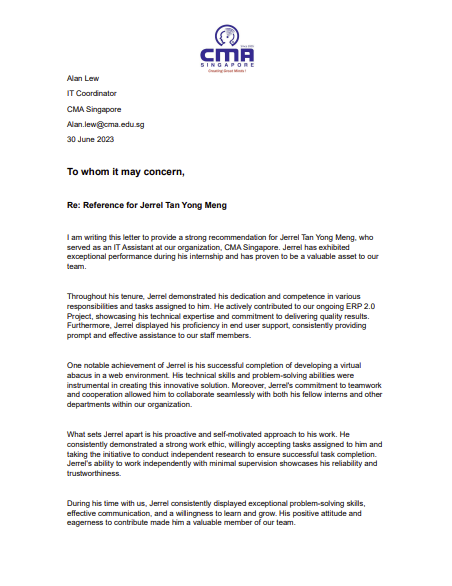 CMA
SINGAPORE
Creating Great Minds!
Alan Lew
IT Coordinator
CMA Singapore
Alan.lew@cma.edu.sg
30 June 2023
To whom it may concern,
Re: Reference for Jerrel Tan Yong Meng
I am writing this letter to provide a strong recommendation for Jerrel Tan Yong Meng, who
served as an IT Assistant at our organization, CMA Singapore. Jerrel has exhibited
exceptional performance during his internship and has proven to be a valuable asset to our
team.
Throughout his tenure, Jerrel demonstrated his dedication and competence in various
responsibilities and tasks assigned to him. He actively contributed to our ongoing ERP 2.0
Project, showcasing his technical expertise and commitment to delivering quality results.
Furthermore, Jerrel displayed his proficiency in end user support, consistently providing
prompt and effective assistance to our staff members.
One notable achievement of Jerrel is his successful completion of developing a virtual
abacus in a web environment. His technical skills and problem-solving abilities were
instrumental in creating this innovative solution. Moreover, Jerrel's commitment to teamwork
and cooperation allowed him to collaborate seamlessly with both his fellow interns and other
departments within our organization.
What sets Jerrel apart is his proactive and self-motivated approach to his work. He
consistently demonstrated a strong work ethic, willingly accepting tasks assigned to him and
taking the initiative to conduct independent research to ensure successful task completion.
Jerrel's ability to work independently with minimal supervision showcases his reliability and
trustworthiness.
During his time with us, Jerrel consistently displayed exceptional problem-solving skills,
effective communication, and a willingness to learn and grow. His positive attitude and
eagerness to contribute made him a valuable member of our team.